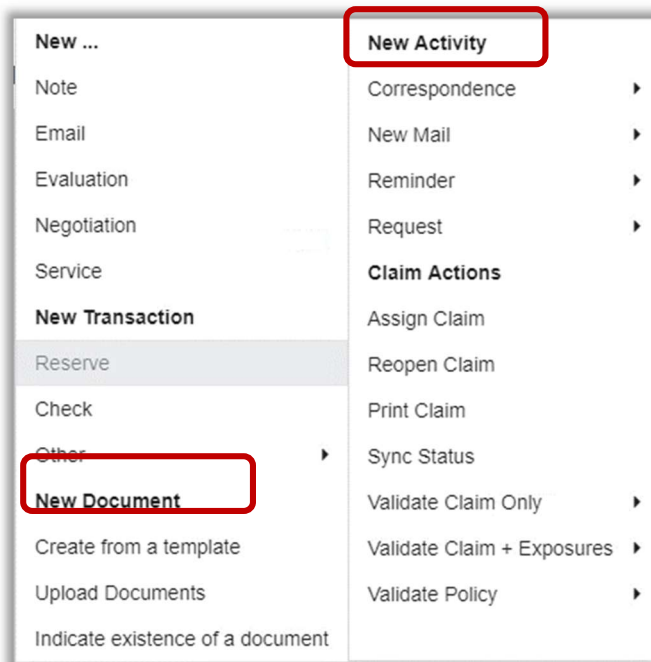 New ...
Note
Email
Evaluation
Negotiation
Service
New Transaction
Reserve
Check
Other
New Document
Create from a template
Upload Documents
Indicate existence of a document
New Activity
Correspondence
New Mail
Reminder
Request
Claim Actions
Assign Claim
Reopen Claim
Print Claim
Sync Status
Validate Claim Only
Validate Claim + Exposures
Validate Policy